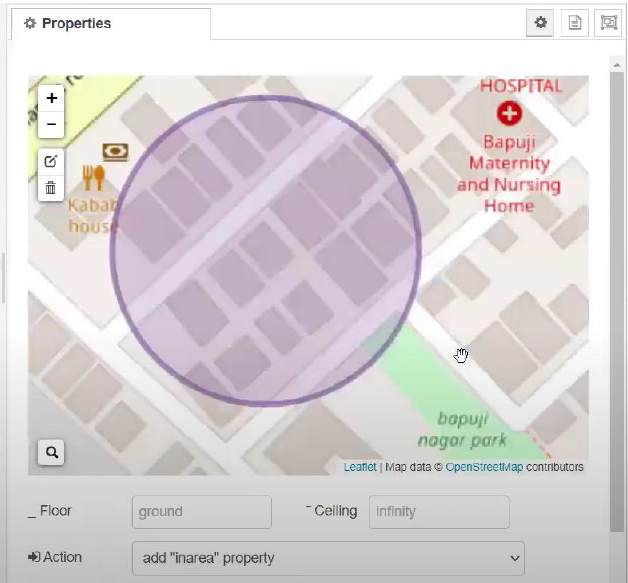 Properties
+
−
HOSPITAL
Bapuji
Maternity
and Nursing
Home
Kabab
house
bapuji
nagar park
Leaflet | Map data © OpenStreetMap contributors
Floor
ground
Ceiling
infinity
Action
add "inarea" property